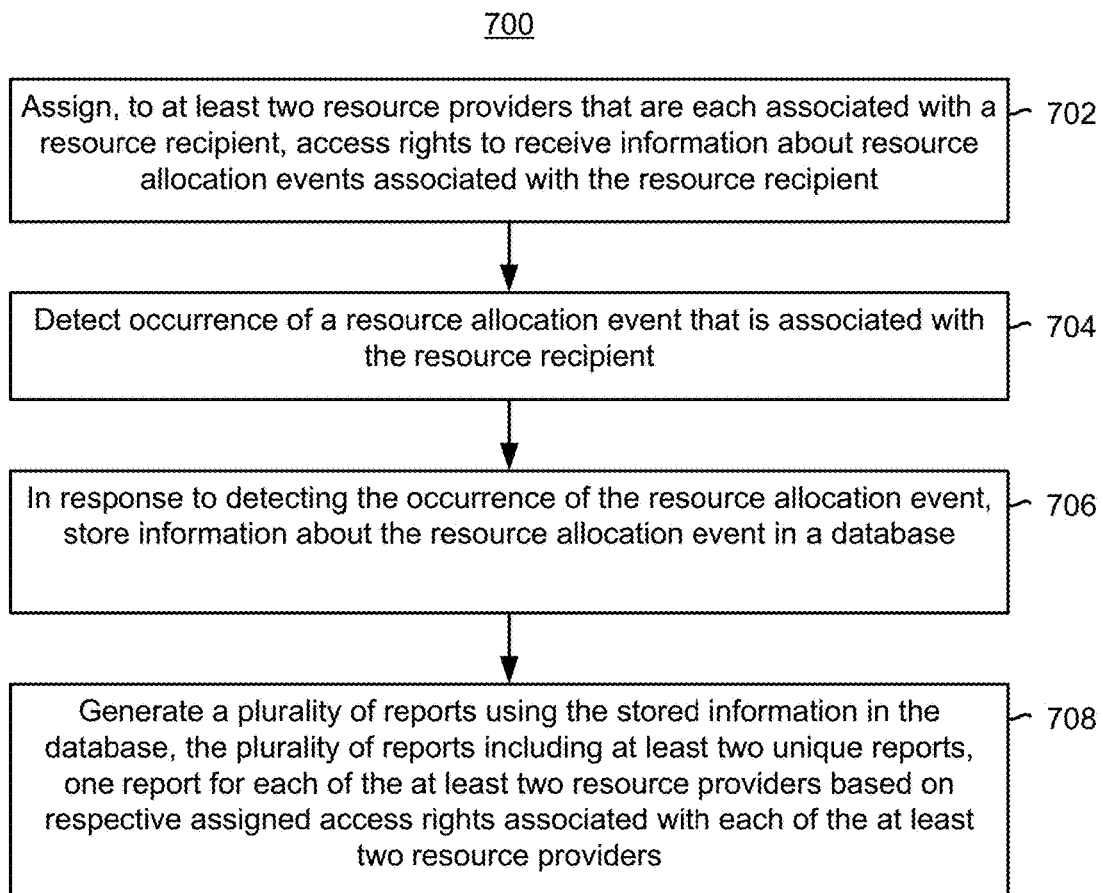 700
Assign, to at least two resource providers that are each associated with a
resource recipient, access rights to receive information about resource
allocation events associated with the resource recipient
702
Detect occurrence of a resource allocation event that is associated with
the resource recipient
704
In response to detecting the occurrence of the resource allocation event,
store information about the resource allocation event in a database
706
Generate a plurality of reports using the stored information in the
database, the plurality of reports including at least two unique reports,
one report for each of the at least two resource providers based on
respective assigned access rights associated with each of the at least
two resource providers
708